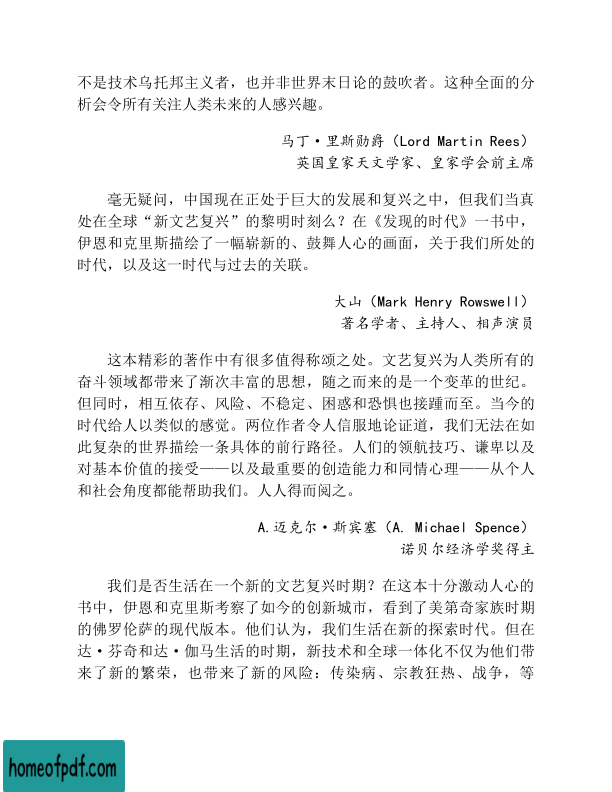 不是技术乌托邦主义者，也并非世界末日论的鼓吹者。这种全面的分
析会令所有关注人类未来的人感兴趣。
马丁·里斯勋爵（Lord Martin Rees）
英国皇家天文学家、皇家学会前主席
毫无疑问，中国现在正处于巨大的发展和复兴之中，但我们当真
处在全球“新文艺复兴”的黎明时刻么？在《发现的时代》一书中，
伊恩和克里斯描绘了一幅崭新的、鼓舞人心的画面，关于我们所处的
时代，以及这一时代与过去的关联。
大山（Mark Henry Rowswell）
著名学者、主持人、相声演员
这本精彩的著作中有很多值得称颂之处。文艺复兴为人类所有的
奋斗领域都带来了渐次丰富的思想，随之而来的是一个变革的世纪。
但同时，相互依存、风险、不稳定、困惑和恐惧也接踵而至。当今的
时代给人以类似的感觉。两位作者令人信服地论证道，我们无法在如
此复杂的世界描绘一条具体的前行路径。人们的领航技巧、谦卑以及
对基本价值的接受——以及最重要的创造能力和同情心理——从个人
和社会角度都能帮助我们。人人得而阅之。
A.迈克尔·斯宾塞（A. Michael Spence）
诺贝尔经济学奖得主
我们是否生活在一个新的文艺复兴时期？在这本十分激动人心的
书中，伊恩和克里斯考察了如今的创新城市，看到了美第奇家族时期
的佛罗伦萨的现代版本。他们认为，我们生活在新的探索时代。但在
达·芬奇和达·伽马生活的时期，新技术和全球一体化不仅为他们带
来了新的繁荣，也带来了新的风险：传染病、宗教狂热、战争，等
homeofpdf.com